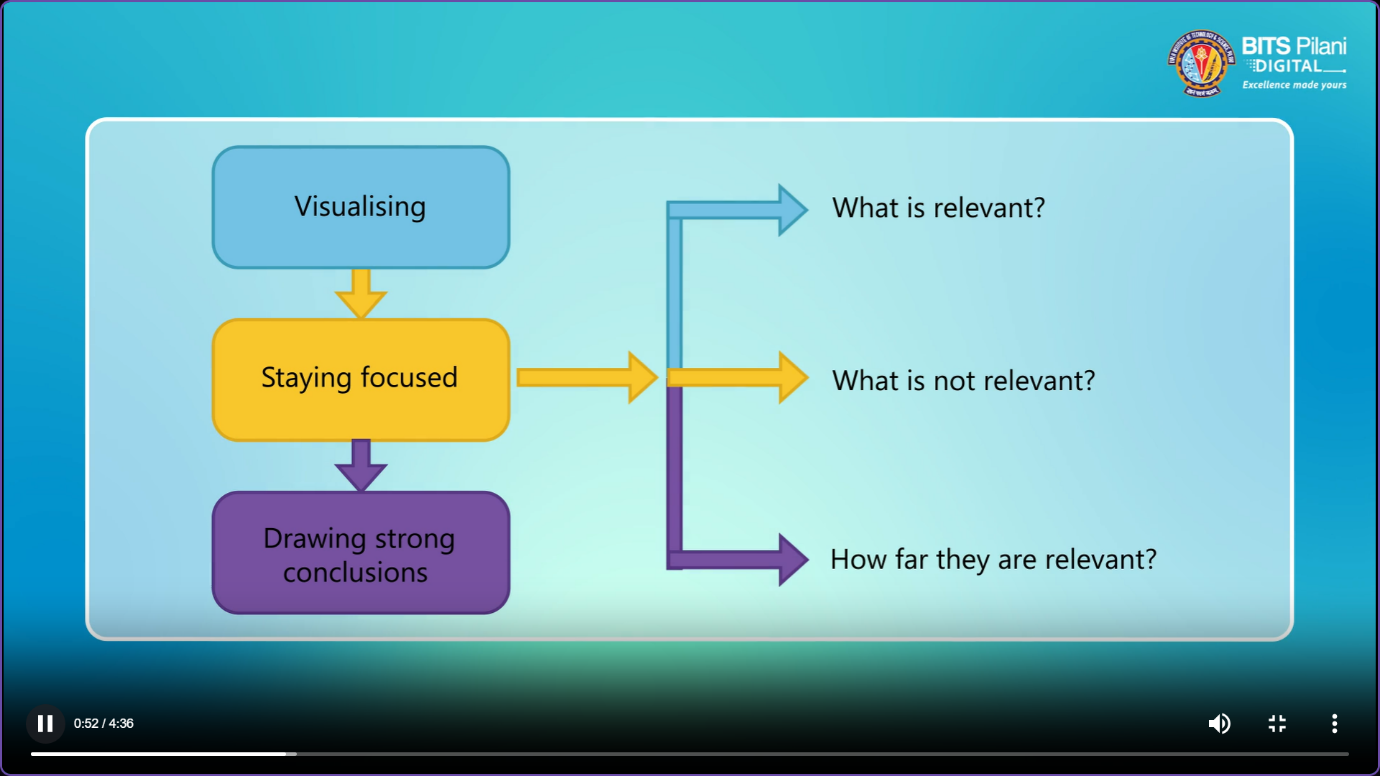 BITS Pilani
DIGITAL
Excellence made yours
Visualising
What is relevant?
Staying focused
What is not relevant?
Drawing strong
conclusions
How far they are relevant?
0:52 / 4:36